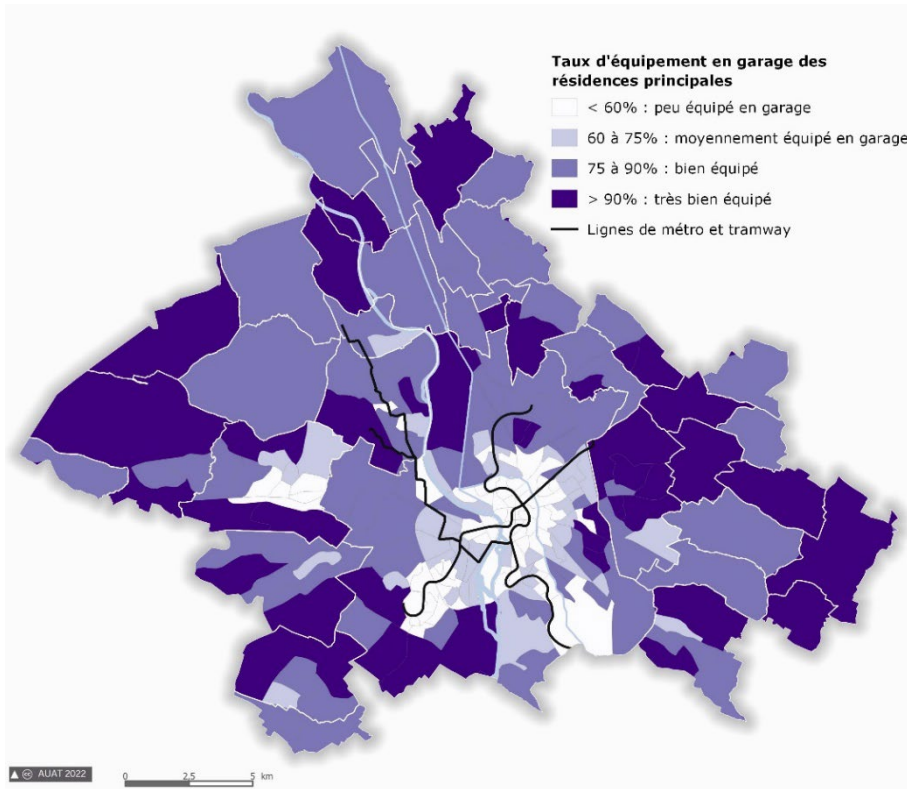 Taux d'équipement en garage des
résidences principales
< 60% : peu équipé en garage
60 à 75% : moyennement équipé en garage
75 à 90% : bien équipé
> 90% : très bien équipé
Lignes de métro et tramway
cc AUAT 2022
0 2,5 5 km